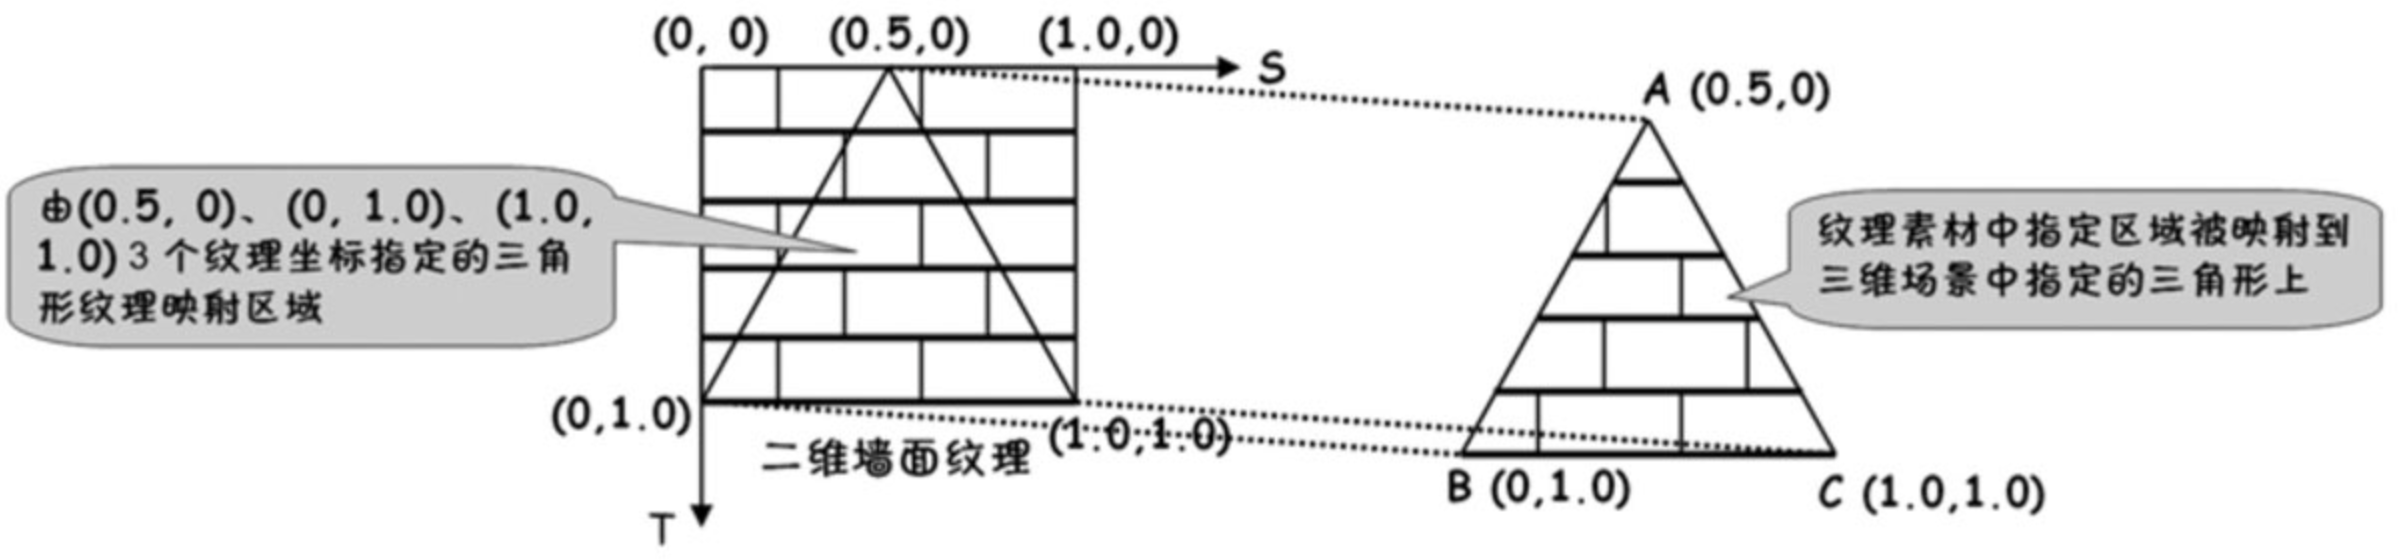 (0, 0) (0.5,0) (1.0,0)
S
A (0.5,0)
由(0.5, 0)、(0, 1.0)、(1.0,
1.0) 3 个纹理坐标指定的三角
形纹理映射区域
纹理素材中指定区域被映射到
三维场景中指定的三角形上
(0,1.0)
(1.0,1.0)
二维墙面纹理
B (0,1.0)
C (1.0,1.0)
T